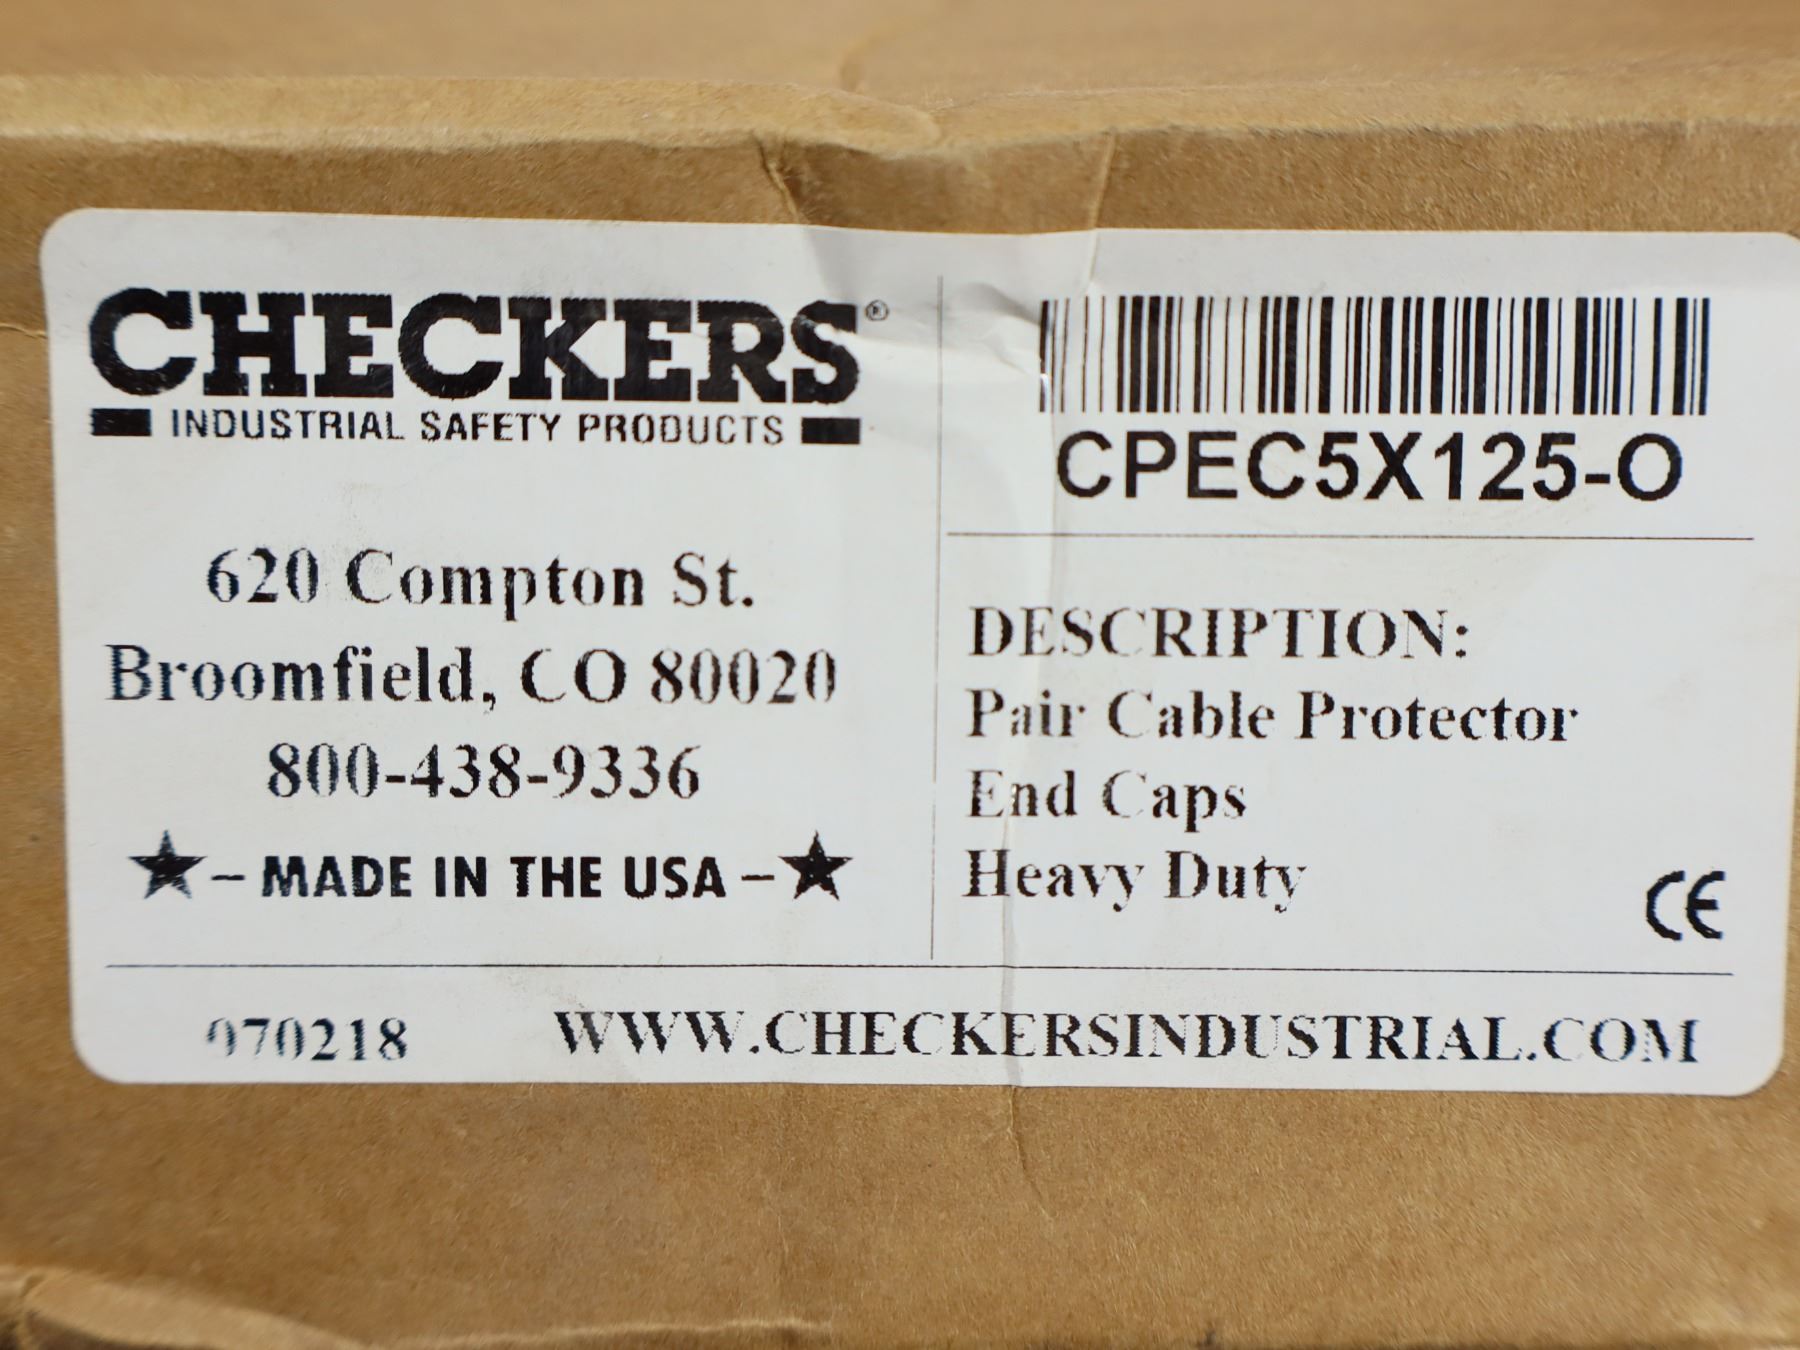 CHECKERS®
INDUSTRIAL SAFETY PRODUCTS
620 Compton St.
Broomfield, CO 80020
800-438-9336
★ – MADE IN THE USA – ★
CPEC5X125-O
DESCRIPTION:
Pair Cable Protector
End Caps
Heavy Duty
CE
070218
WWW.CHECKERSINDUSTRIAL.COM